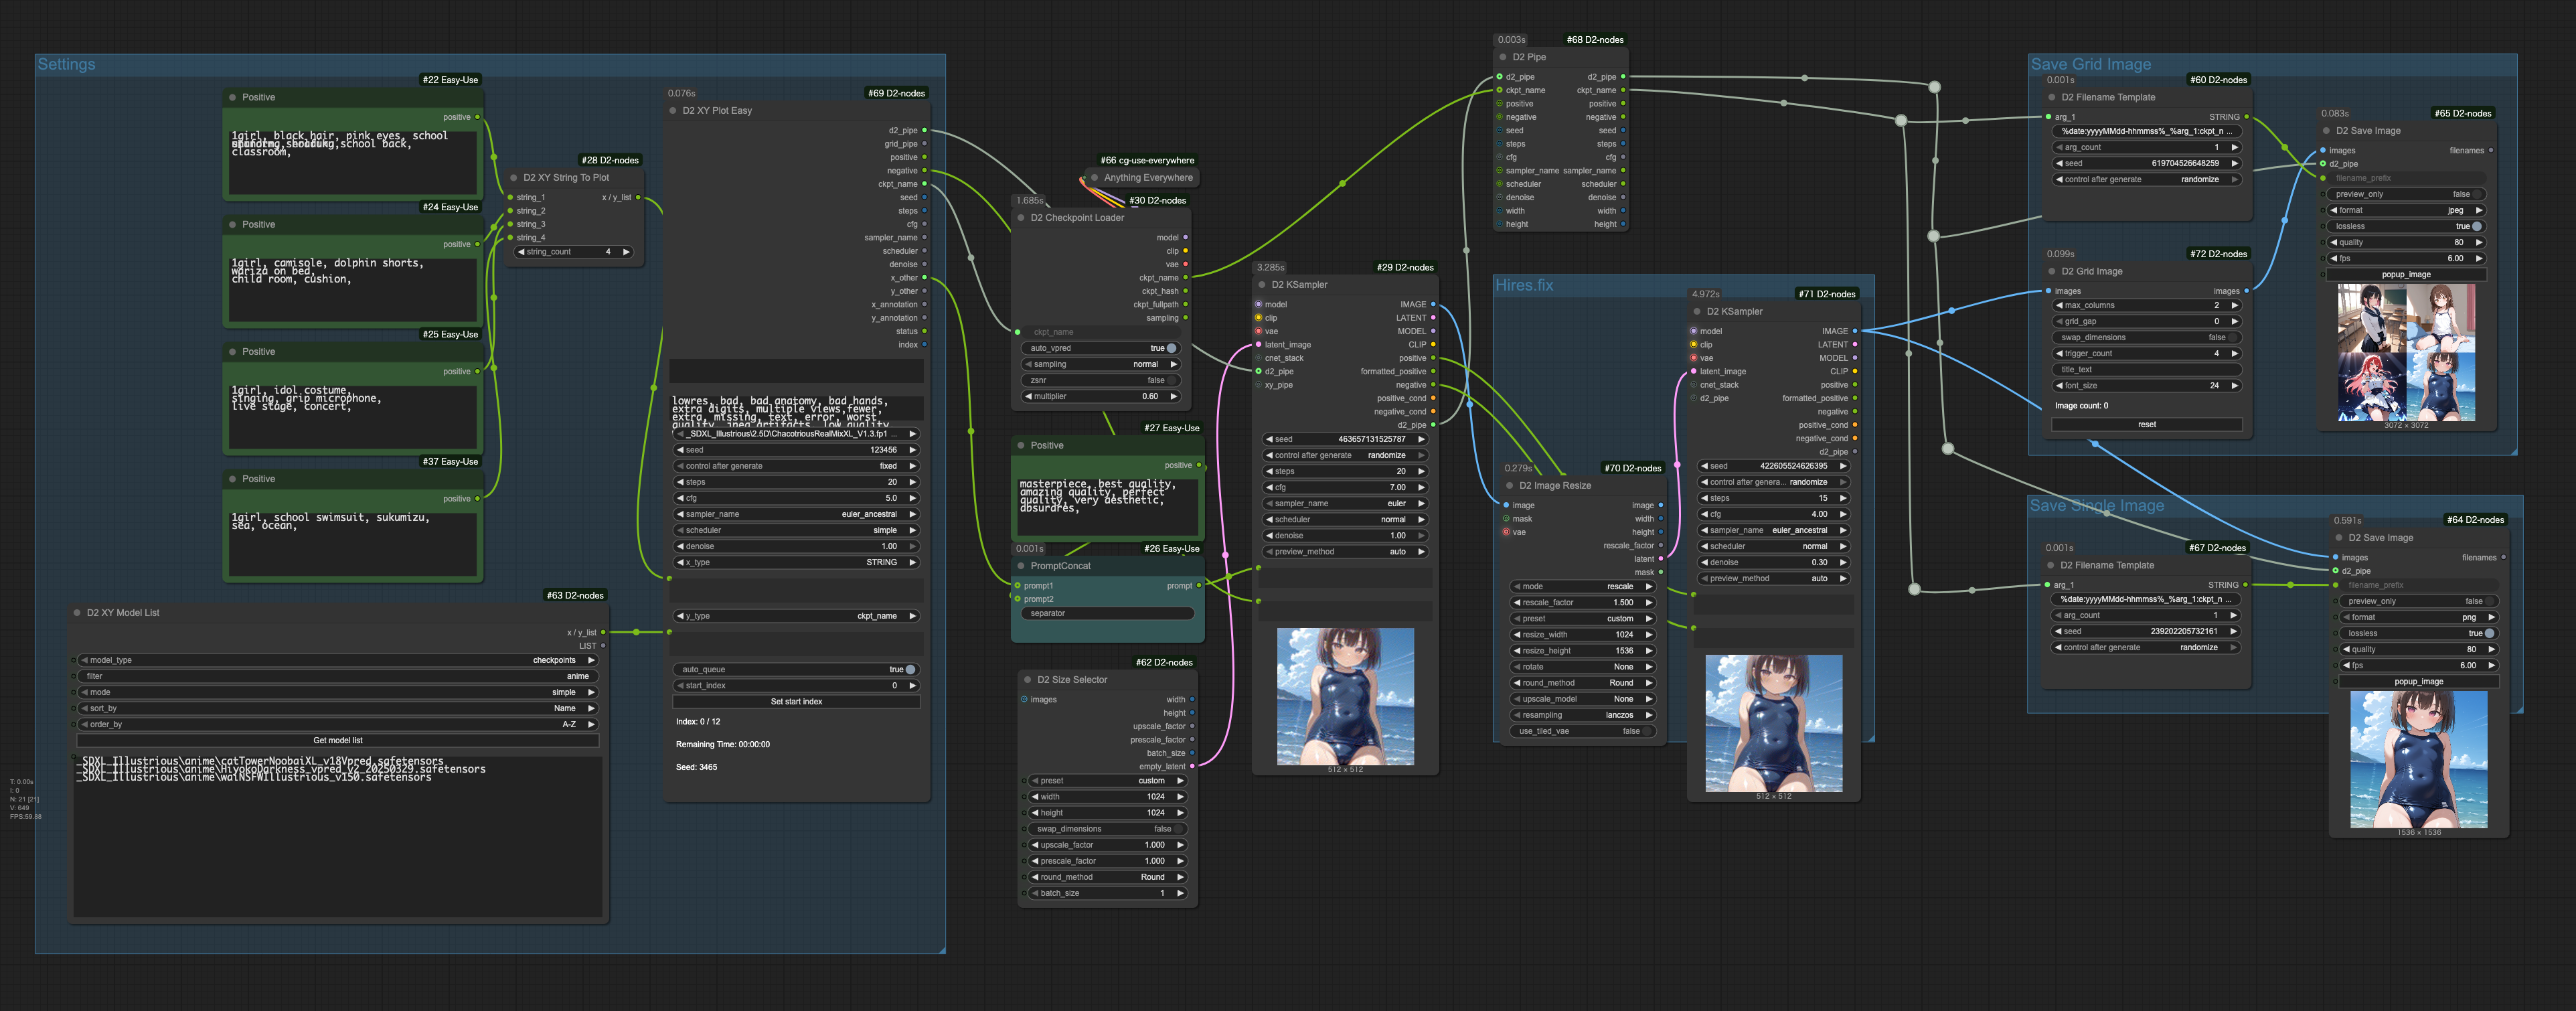 Settings
#22 Easy-Use
Positive
positive
1girl, black hair, pink eyes, school
school back,
classroom,
#24 Easy-Use
Positive
positive
1girl, camisole, dolphin shorts,
wariza on bed,
child room, cushion,
#25 Easy-Use
Positive
positive
1girl, idol costume,
singing, grip microphone,
live stage, concert,
#37 Easy-Use
Positive
positive
1girl, school swimsuit, sukumizu,
sea, ocean,
#28 D2-nodes
D2 XY String To Plot
string_1 x / y_list
string_2
string_3
string_4
string_count 4
#63 D2-nodes
D2 XY Model List
x / y_list
LIST
model_type checkpoints
filter anime
mode simple
sort_by Name
order_by A-Z
Get model list
_SDXL_Illustrious\anime\catTowerNoobaiXL_v18Vpred.safetensors
_SDXL_Illustrious\anime\HiyokoDarkness_vpred_v2_20250329.safetensors
_SDXL_Illustrious\anime\waiNSFWIllustrious_v150.safetensors
T: 0.00s
I: 0
N: 21 [21]
V: 649
0.076s #69 D2-nodes
D2 XY Plot Easy
d2_pipe
grid_pipe
positive
negative
ckpt_name
seed
steps
cfg
sampler_name
scheduler
denoise
x_other
y_other
x_annotation
y_annotation
status
index
lowres, bad, bad anatomy, bad hands,
extra digits, multiple views,fewer,
extra, missing, text, error, worst
quality, jpeg artifacts, low quality
_SDXL_Illustrious\2.5D\ChacotriousRealMixXL_V1.3.fp1 ...
seed 123456
control after generate fixed
steps 20
cfg 5.0
sampler_name euler_ancestral
scheduler simple
denoise 1.00
x_type STRING
y_type ckpt_name
auto_queue true
start_index 0
Set start index
Index: 0 / 12
Remaining Time: 00:00:00
Seed: 3465
#66 cg-use-everywhere
Anything Everywhere
1.685s #30 D2-nodes
D2 Checkpoint Loader
model
clip
vae
ckpt_name
ckpt_hash
ckpt_fullpath
sampling
ckpt_name
auto_vpred true
sampling normal
zsnr false
multiplier 0.60
#27 Easy-Use
Positive
positive
masterpiece, best quality,
amazing quality, perfect
quality, very aesthetic,
absurdres,
0.001s #26 Easy-Use
PromptConcat
prompt1 prompt
prompt2
separator
#62 D2-nodes
D2 Size Selector
images width
height
upscale_factor
prescale_factor
batch_size
empty_latent
preset custom
width 1024
height 1024
swap_dimensions false
upscale_factor 1.000
prescale_factor 1.000
round_method Round
batch_size 1
3.285s #29 D2-nodes
D2 KSampler
model IMAGE
clip LATENT
vae MODEL
latent_image CLIP
cnet_stack positive
d2_pipe formatted_positive
xy_pipe negative
positive_cond
negative_cond
d2_pipe
seed 463657131525787
control after generate randomize
steps 20
cfg 7.00
sampler_name euler
scheduler normal
denoise 1.00
preview_method auto
512 × 512
0.003s #68 D2-nodes
D2 Pipe
d2_pipe d2_pipe
ckpt_name ckpt_name
positive positive
negative negative
seed seed
steps steps
cfg cfg
sampler_name sampler_name
scheduler scheduler
denoise denoise
width width
height height
Hires.fix
0.279s #70 D2-nodes
D2 Image Resize
image image
mask width
vae height
rescale_factor
latent
mask
mode rescale
rescale_factor 1.500
preset custom
resize_width 1024
resize_height 1536
rotate None
round_method Round
upscale_model None
resampling lanczos
use_tiled_vae false
4.972s #71 D2-nodes
D2 KSampler
model IMAGE
clip LATENT
vae MODEL
latent_image CLIP
cnet_stack positive
d2_pipe formatted_positive
negative
positive_cond
negative_cond
d2_pipe
seed 422605524626395
control after genera... randomize
steps 15
cfg 4.00
sampler_name euler_ancestral
scheduler normal
denoise 0.30
preview_method auto
512 × 512
Save Grid Image
0.001s #60 D2-nodes
D2 Filename Template
arg_1 STRING
%date:yyyyMMdd-hhmmss%_%arg_1:ckpt_n ...
arg_count 1
seed 619704526648259
control after generate randomize
0.099s #72 D2-nodes
D2 Grid Image
images images
max_columns 2
grid_gap 0
swap_dimensions false
trigger_count 4
title_text
font_size 24
Image count: 0
reset
0.083s #65 D2-nodes
D2 Save Image
images filenames
d2_pipe
filename_prefix
preview_only false
format jpeg
lossless true
quality 80
fps 6.00
popup_image
3072 × 3072
Save Single Image
0.001s #67 D2-nodes
D2 Filename Template
arg_1 STRING
%date:yyyyMMdd-hhmmss%_%arg_1:ckpt_n ...
arg_count 1
seed 239202205732161
control after generate randomize
0.591s #64 D2-nodes
D2 Save Image
images filenames
d2_pipe
filename_prefix
preview_only false
format png
lossless true
quality 80
fps 6.00
popup_image
1536 × 1536